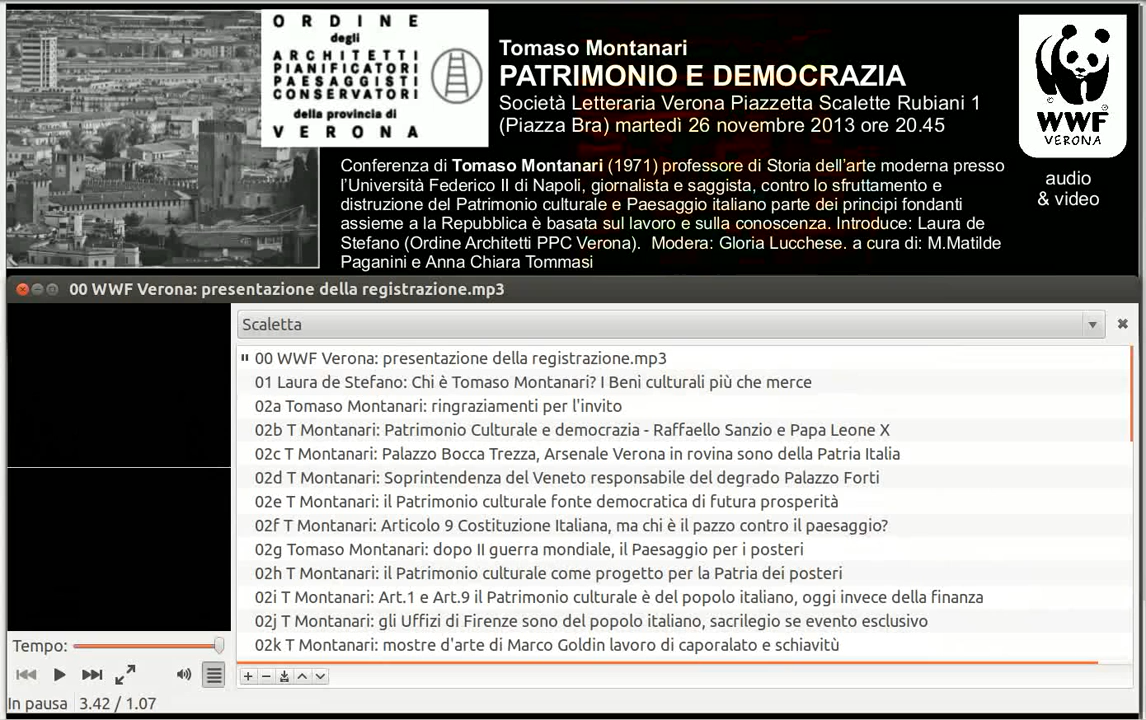 ORDINE
degli
ARCHITETTI
PIANIFICATORI
PAESAGGISTI
CONSERVATORI
della provincia di
VERONA
Tomaso Montanari
PATRIMONIO E DEMOCRAZIA
Società Letteraria Verona Piazzetta Scalette Rubiani 1
(Piazza Bra) martedì 26 novembre 2013 ore 20.45
WWF
VERONA
audio
& video
Conferenza di Tomaso Montanari (1971) professore di Storia dell'arte moderna presso
l'Università Federico II di Napoli, giornalista e saggista, contro lo sfruttamento e
distruzione del Patrimonio culturale e Paesaggio italiano parte dei principi fondanti
assieme a la Repubblica è basata sul lavoro e sulla conoscenza. Introduce: Laura de
Stefano (Ordine Architetti PPC Verona). Modera: Gloria Lucchese. a cura di: M.Matilde
Paganini e Anna Chiara Tommasi
00 WWF Verona: presentazione della registrazione.mp3
Scaletta
00 WWF Verona: presentazione della registrazione.mp3
01 Laura de Stefano: Chi è Tomaso Montanari? I Beni culturali più che merce
02a Tomaso Montanari: ringraziamenti per l'invito
02b T Montanari: Patrimonio Culturale e democrazia - Raffaello Sanzio e Papa Leone X
02c T Montanari: Palazzo Bocca Trezza, Arsenale Verona in rovina sono della Patria Italia
02d T Montanari: Soprintendenza del Veneto responsabile del degrado Palazzo Forti
02e T Montanari: il Patrimonio culturale fonte democratica di futura prosperità
02f T Montanari: Articolo 9 Costituzione Italiana, ma chi è il pazzo contro il paesaggio?
02g Tomaso Montanari: dopo II guerra mondiale, il Paesaggio per i posteri
02h T Montanari: il Patrimonio culturale come progetto per la Patria dei posteri
02i T Montanari: Art.1 e Art.9 il Patrimonio culturale è del popolo italiano, oggi invece della finanza
02j T Montanari: gli Uffizi di Firenze sono del popolo italiano, sacrilegio se evento esclusivo
02k T Montanari: mostre d'arte di Marco Goldin lavoro di caporalato e schiavitù
Tempo:
In pausa 3.42 / 1.07